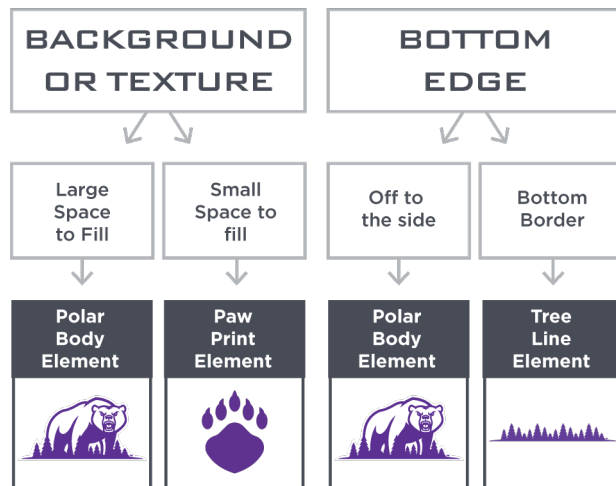 BACKGROUND
OR TEXTURE
BOTTOM
EDGE
Large
Space
to Fill
Small
Space to
fill
Off to
the side
Bottom
Border
Polar
Body
Element
Paw
Print
Element
Polar
Body
Element
Tree
Line
Element